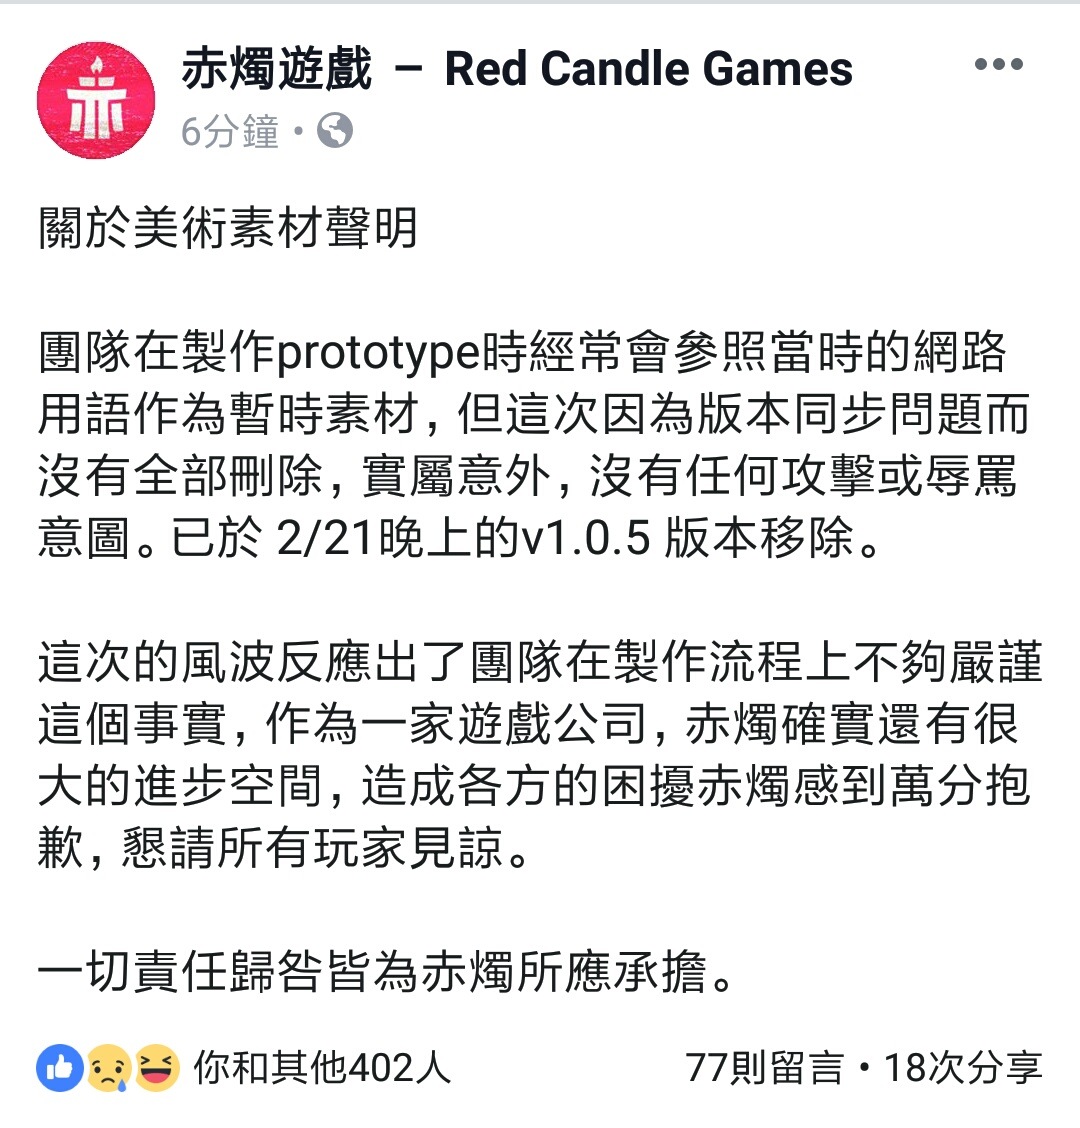 赤燭遊戲 – Red Candle Games
6分鐘 •
關於美術素材聲明
團隊在製作prototype時經常會參照當時的網路
用語作為暫時素材, 但這次因為版本同步問題而
沒有全部刪除, 實屬意外, 沒有任何攻擊或辱罵
意圖。已於 2/21晚上的v1.0.5 版本移除。
這次的風波反應出了團隊在製作流程上不夠嚴謹
這個事實, 作為一家遊戲公司, 赤燭確實還有很
大的進步空間, 造成各方的困擾赤燭感到萬分抱
歉, 懇請所有玩家見諒。
一切責任歸咎皆為赤燭所應承擔。
你和其他402人 77則留言 • 18次分享